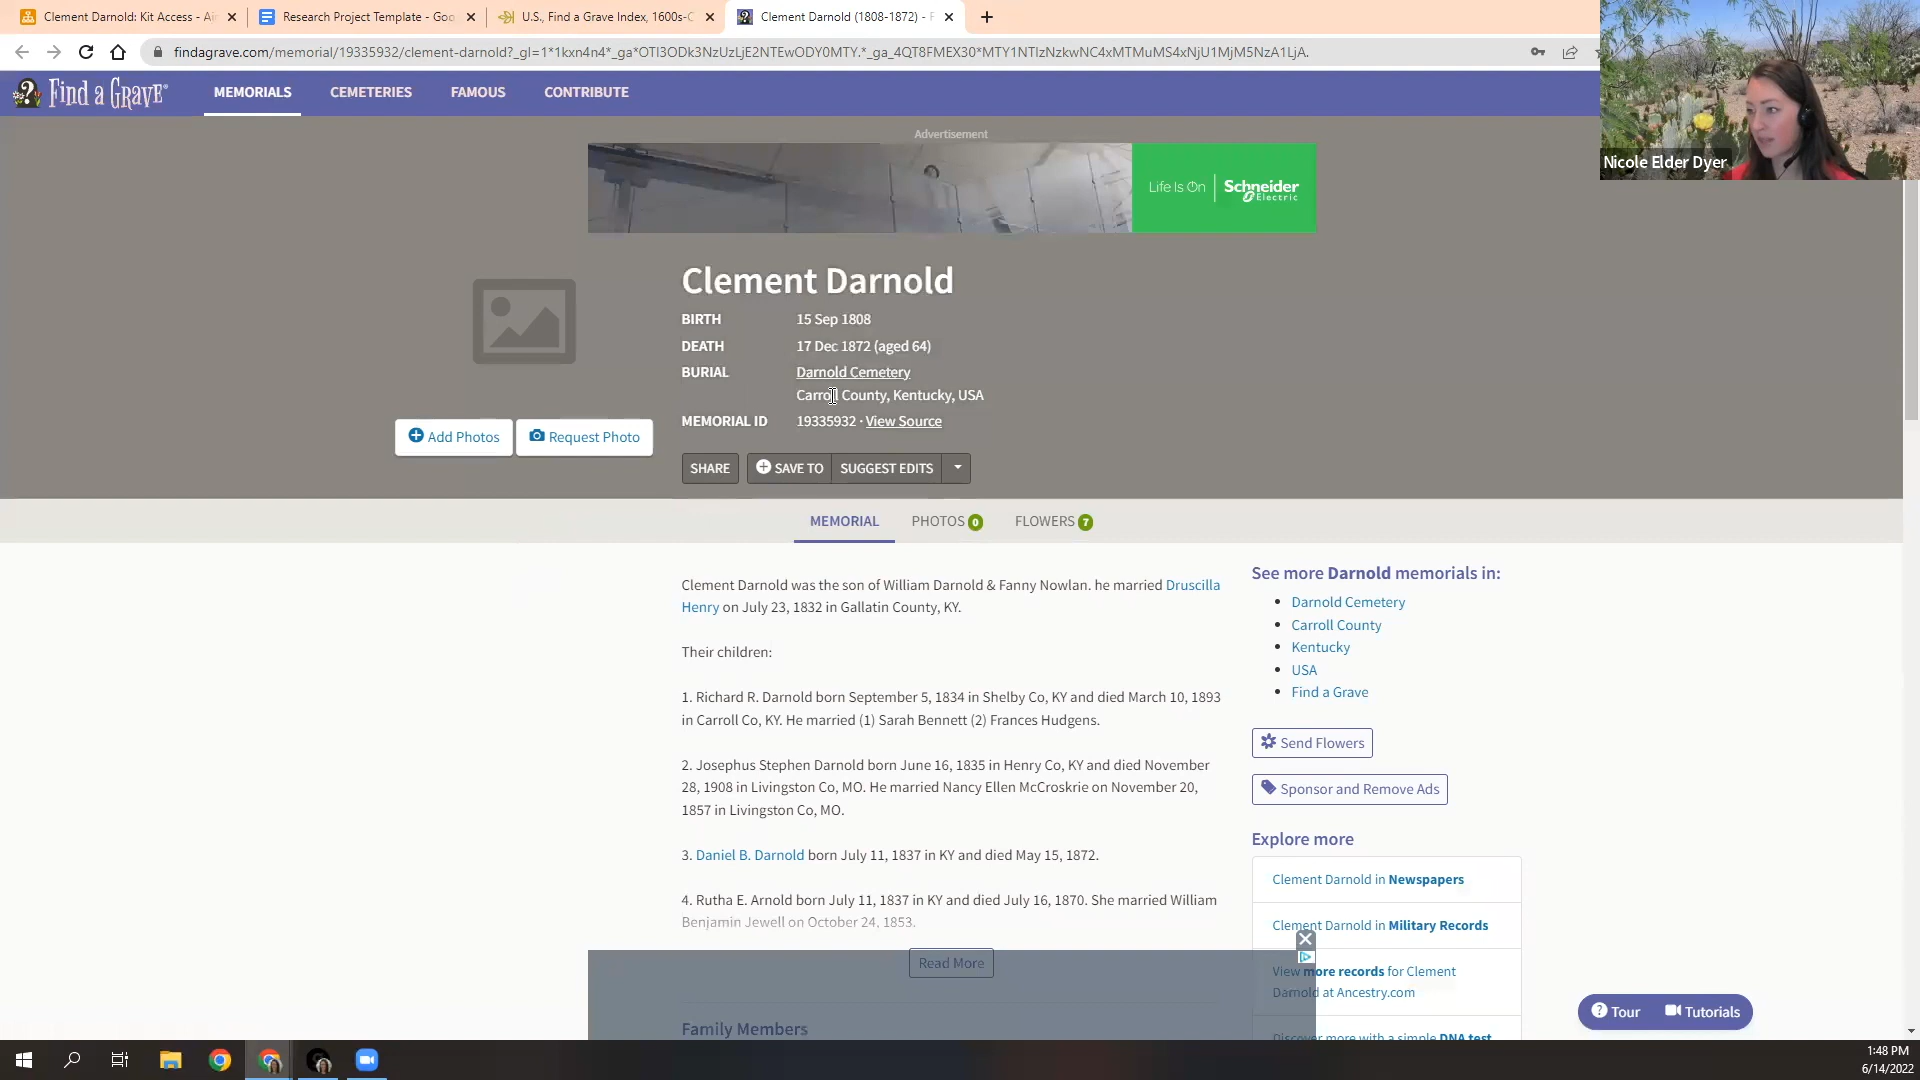 Clement Darnold: Kit Access - Air
Research Project Template - Goo
U.S., Find a Grave Index, 1600s-C
Clement Darnold (1808-1872) - F
findagrave.com/memorial/19335932/clement-darnold?_gl=1*1kxn4n4*_ga*OTI3ODk3NzUzLjE2NTEwODY0MTY.*_ga_4QT8FMEX30*MTY1NTIzNzkwNC4xMTMuMS4xNjU1MjM5NzA1LjA.
Find a Grave®
MEMORIALS
CEMETERIES
FAMOUS
CONTRIBUTE
Nicole Elder Dyer
Advertisement
Life Is On | Schneider Electric
Clement Darnold
BIRTH 15 Sep 1808
DEATH 17 Dec 1872 (aged 64)
BURIAL Darnold Cemetery
Carroll County, Kentucky, USA
MEMORIAL ID 19335932 · View Source
Add Photos
Request Photo
SHARE
SAVE TO
SUGGEST EDITS
MEMORIAL
PHOTOS 0
FLOWERS 7
Clement Darnold was the son of William Darnold & Fanny Nowlan. he married Druscilla
Henry on July 23, 1832 in Gallatin County, KY.
Their children:
1. Richard R. Darnold born September 5, 1834 in Shelby Co, KY and died March 10, 1893
in Carroll Co, KY. He married (1) Sarah Bennett (2) Frances Hudgens.
2. Josephus Stephen Darnold born June 16, 1835 in Henry Co, KY and died November
28, 1908 in Livingston Co, MO. He married Nancy Ellen McCroskrie on November 20,
1857 in Livingston Co, MO.
3. Daniel B. Darnold born July 11, 1837 in KY and died May 15, 1872.
4. Rutha E. Arnold born July 11, 1837 in KY and died July 16, 1870. She married William
Benjamin Jewell on October 24, 1853.
Read More
Family Members
See more Darnold memorials in:
• Darnold Cemetery
• Carroll County
• Kentucky
• USA
• Find a Grave
Send Flowers
Sponsor and Remove Ads
Explore more
Clement Darnold in Newspapers
Clement Darnold in Military Records
View more records for Clement
Darnold at Ancestry.com
Discover more with a simple DNA test
Tour
Tutorials
1:48 PM
6/14/2022